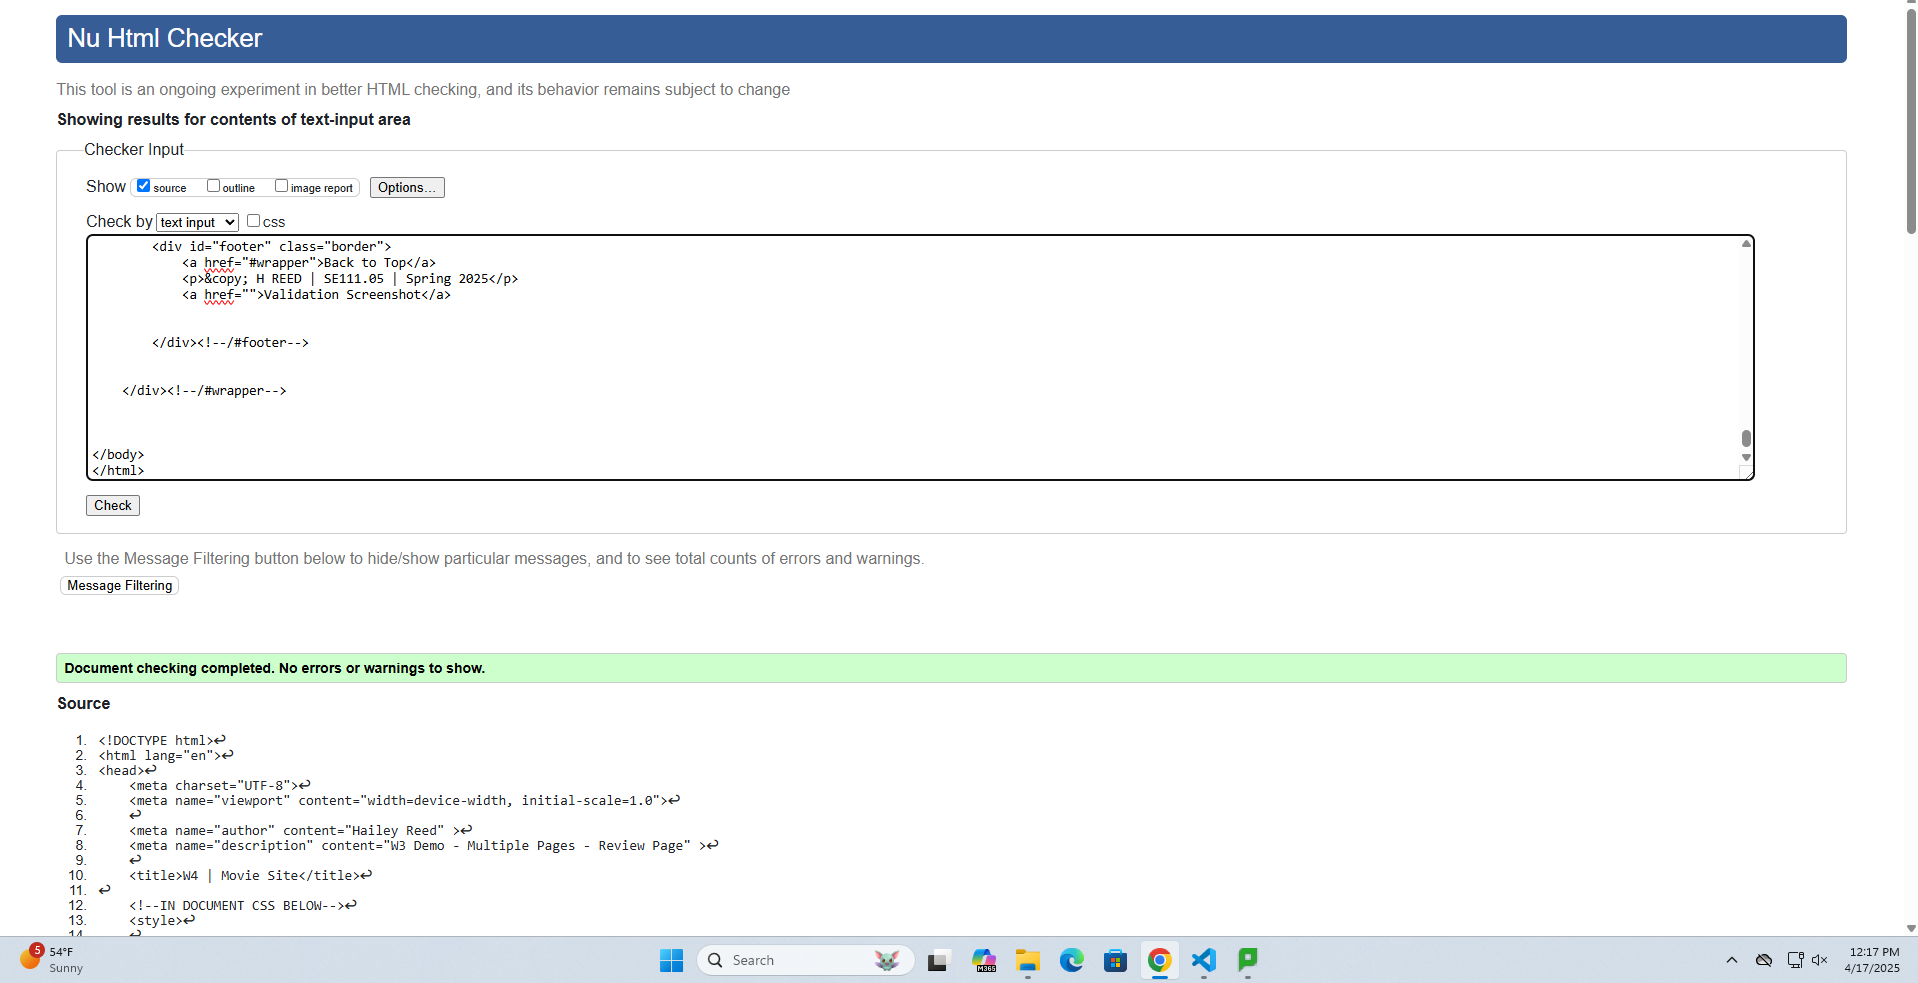 Nu Html Checker
This tool is an ongoing experiment in better HTML checking, and its behavior remains subject to change
Showing results for contents of text-input area
Checker Input
Show source outline image report Options...
Check by text input css
<div id="footer" class="border">
<a href="#wrapper">Back to Top</a>
<p>&copy; H REED | SE111.05 | Spring 2025</p>
<a href="">Validation Screenshot</a>
</div><!--/#footer-->
</div><!--/#wrapper-->
</body>
</html>
Check
Use the Message Filtering button below to hide/show particular messages, and to see total counts of errors and warnings.
Message Filtering
Document checking completed. No errors or warnings to show.
Source
1. <!DOCTYPE html>↩
2. <html lang="en">↩
3. <head>↩
4. <meta charset="UTF-8">↩
5. <meta name="viewport" content="width=device-width, initial-scale=1.0">↩
6. ↩
7. <meta name="author" content="Hailey Reed" >↩
8. <meta name="description" content="W3 Demo - Multiple Pages - Review Page" >↩
9. ↩
10. <title>W4 | Movie Site</title>↩
11. ↩
12. <!--IN DOCUMENT CSS BELOW-->↩
13. <style>↩
14. ↩
5
54°F
Sunny
Search
M365
12:17 PM
4/17/2025